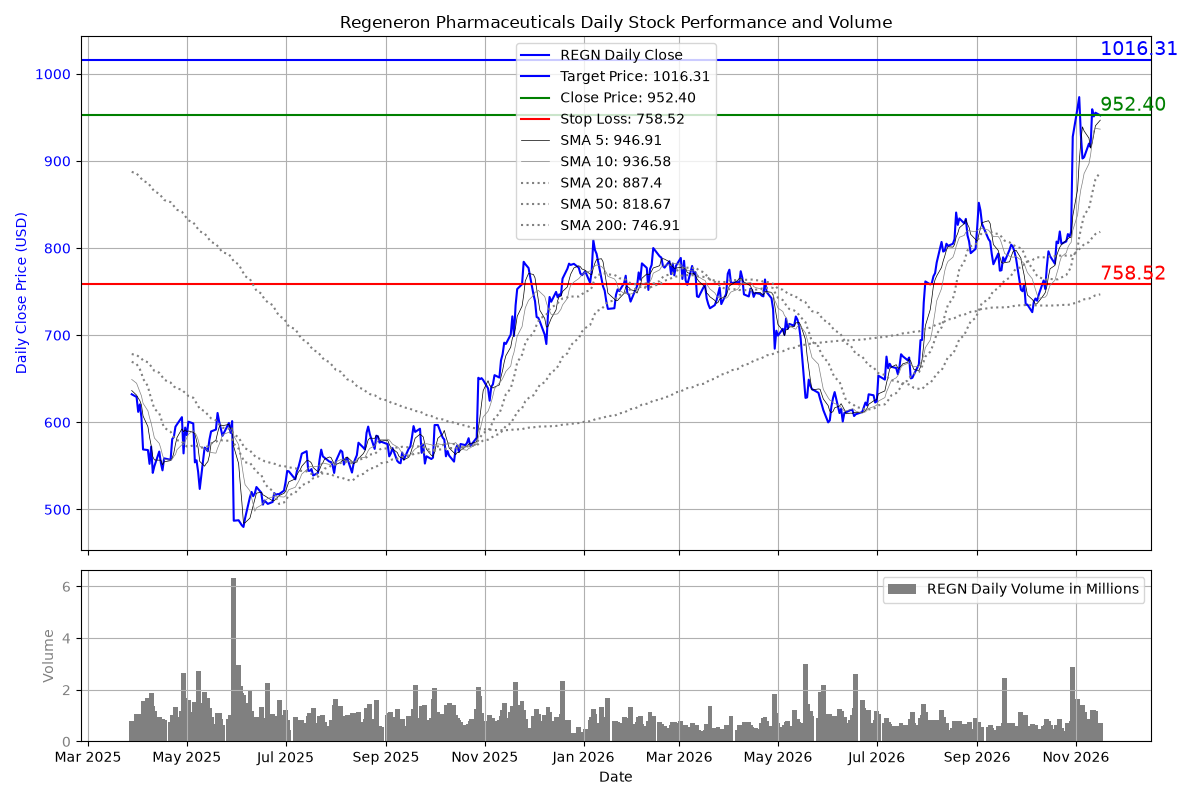 Regeneron Pharmaceuticals Daily Stock Performance and Volume
1016.31
952.40
758.52
REGN Daily Close
Target Price: 1016.31
Close Price: 952.40
Stop Loss: 758.52
SMA 5: 946.91
SMA 10: 936.58
SMA 20: 887.4
SMA 50: 818.67
SMA 200: 746.91
Daily Close Price (USD)
1000
900
800
700
600
500
REGN Daily Volume in Millions
Volume
6
4
2
0
Mar 2025 May 2025 Jul 2025 Sep 2025 Nov 2025 Jan 2026 Mar 2026 May 2026 Jul 2026 Sep 2026 Nov 2026
Date